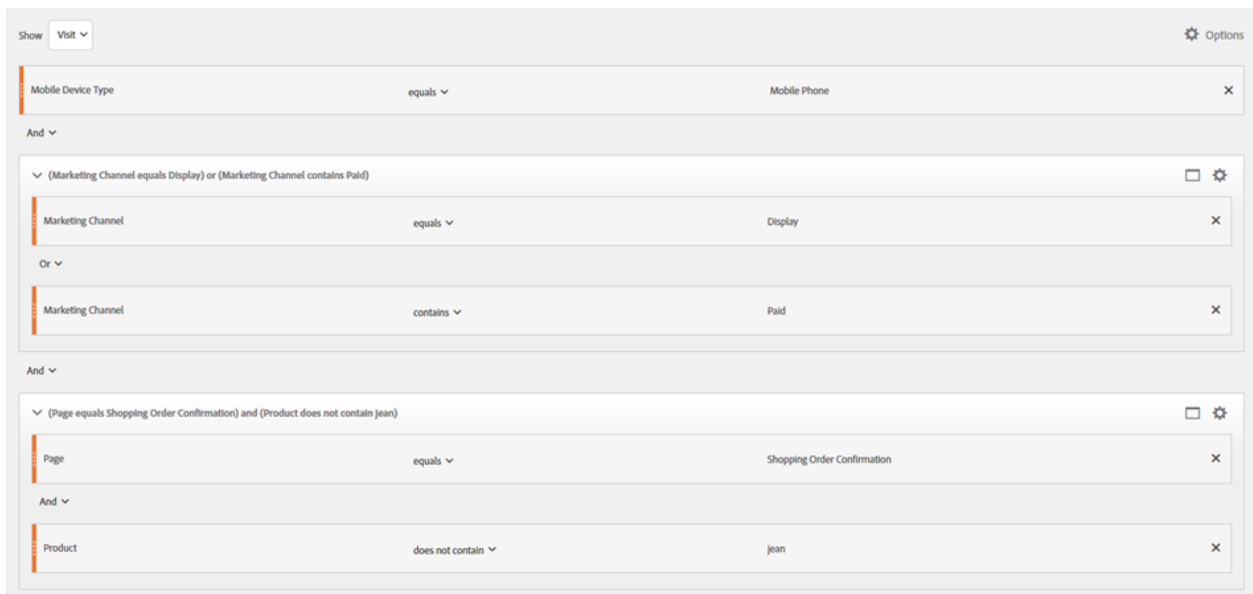 Show Visit Options
Mobile Device Type equals Mobile Phone
And
(Marketing Channel equals Display) or (Marketing Channel contains Paid)
Marketing Channel equals Display
Or
Marketing Channel contains Paid
And
(Page equals Shopping Order Confirmation) and (Product does not contain jean)
Page equals Shopping Order Confirmation
And
Product does not contain jean